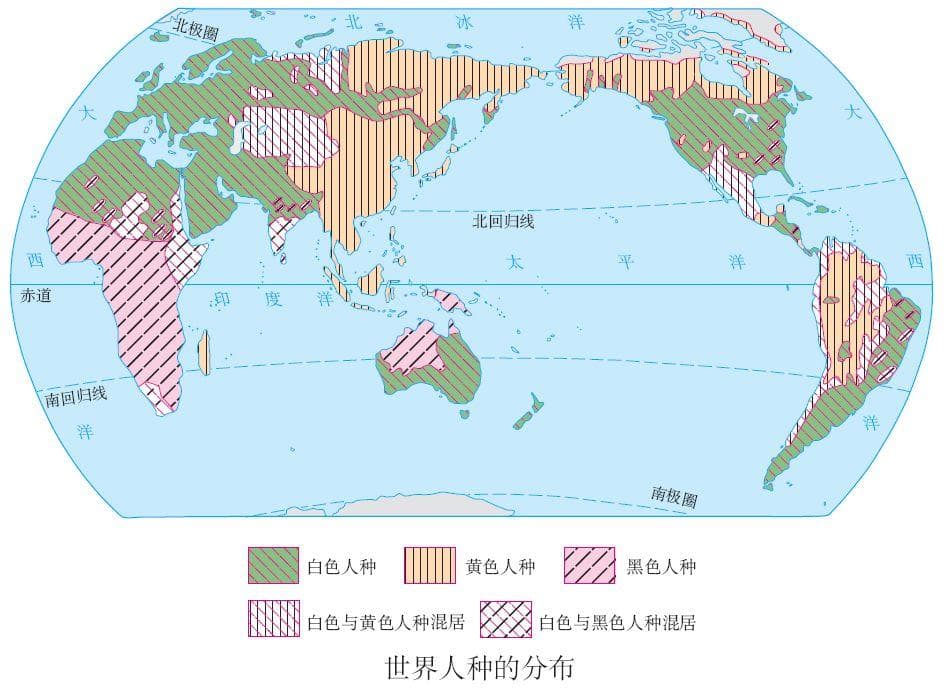 北极圈
北冰洋
大
大
北回归线
西
太平洋
西
赤道
印度洋
南回归线
洋
洋
南极圈
白色人种
黄色人种
黑色人种
白色与黄色人种混居
白色与黑色人种混居
世界人种的分布